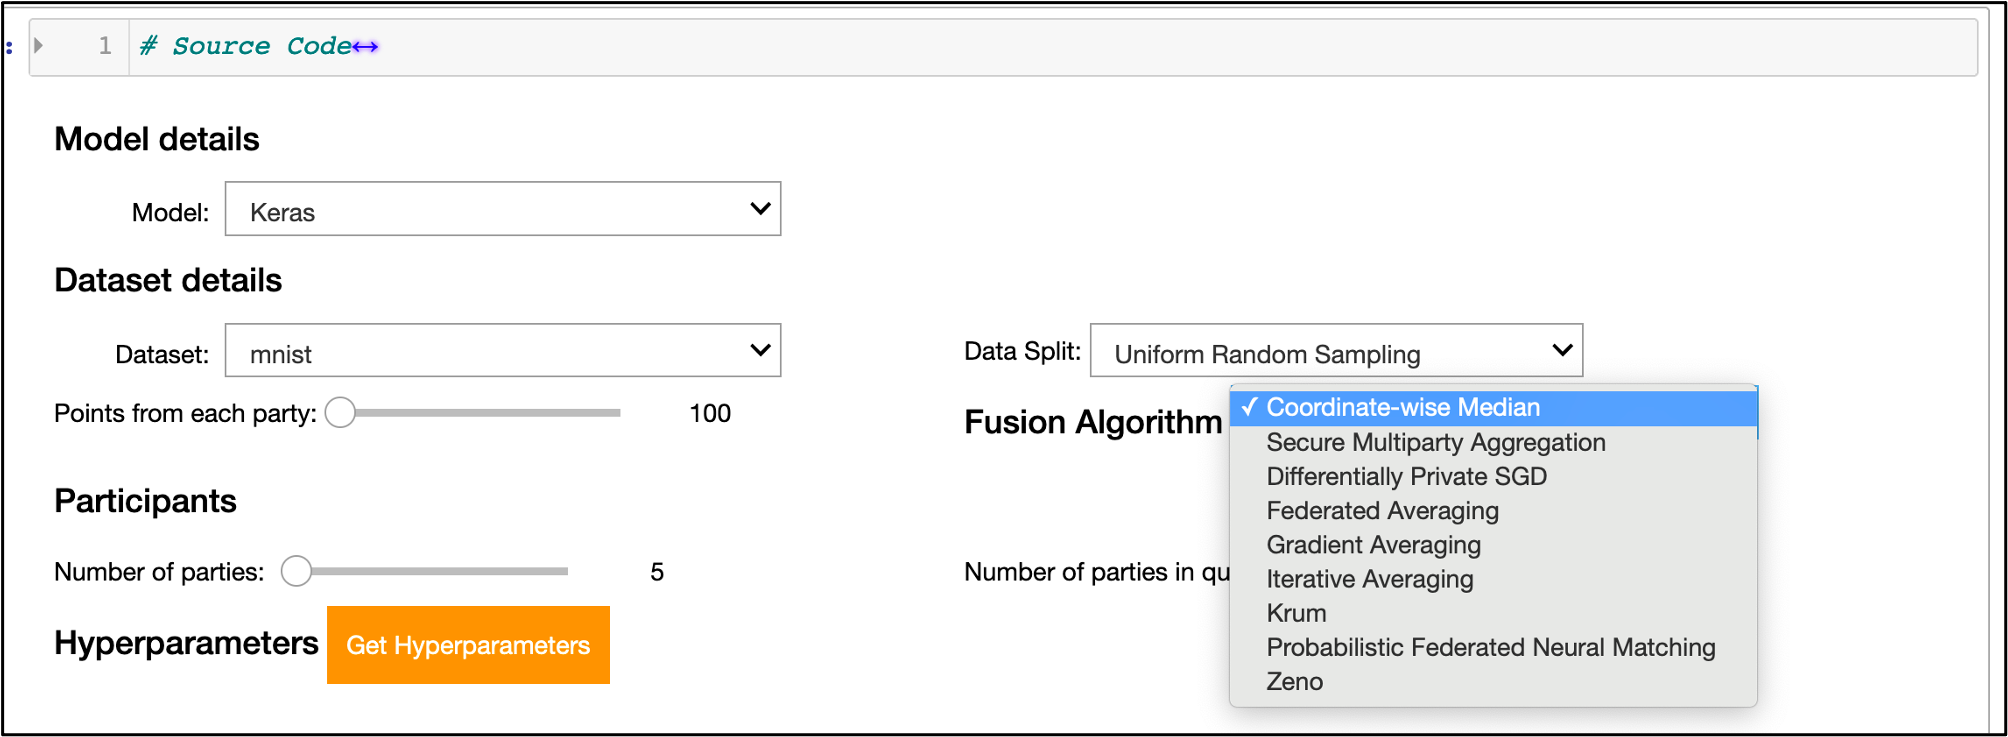 1 # Source Code↔
Model details
Model: Keras
Dataset details
Dataset: mnist
Data Split: Uniform Random Sampling
Points from each party: 100
Fusion Algorithm
✓ Coordinate-wise Median
Secure Multiparty Aggregation
Differentially Private SGD
Federated Averaging
Gradient Averaging
Iterative Averaging
Krum
Probabilistic Federated Neural Matching
Zeno
Participants
Number of parties: 5
Number of parties in qu
Hyperparameters Get Hyperparameters